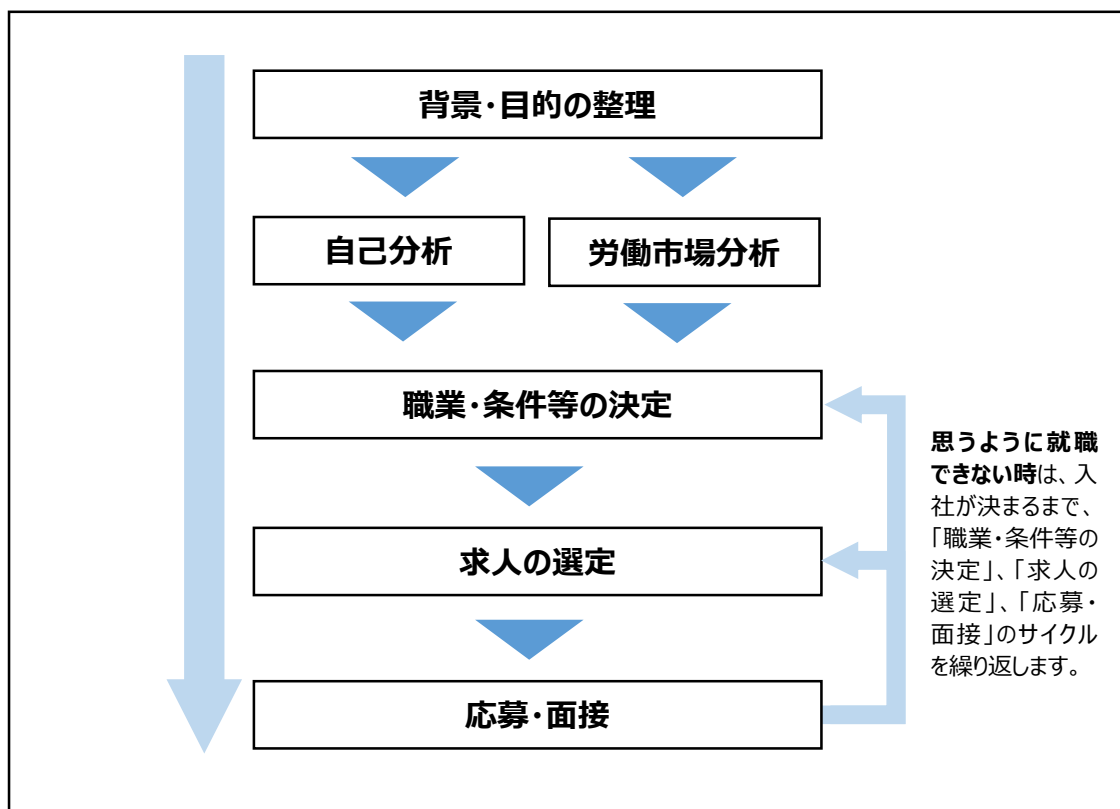 背景・目的の整理
自己分析
労働市場分析
職業・条件等の決定
求人の選定
応募・面接
思うように就職
できない時は、入
社が決まるまで、
「職業・条件等の
決定」、「求人の
選定」、「応募・
面接」のサイクル
を繰り返します。